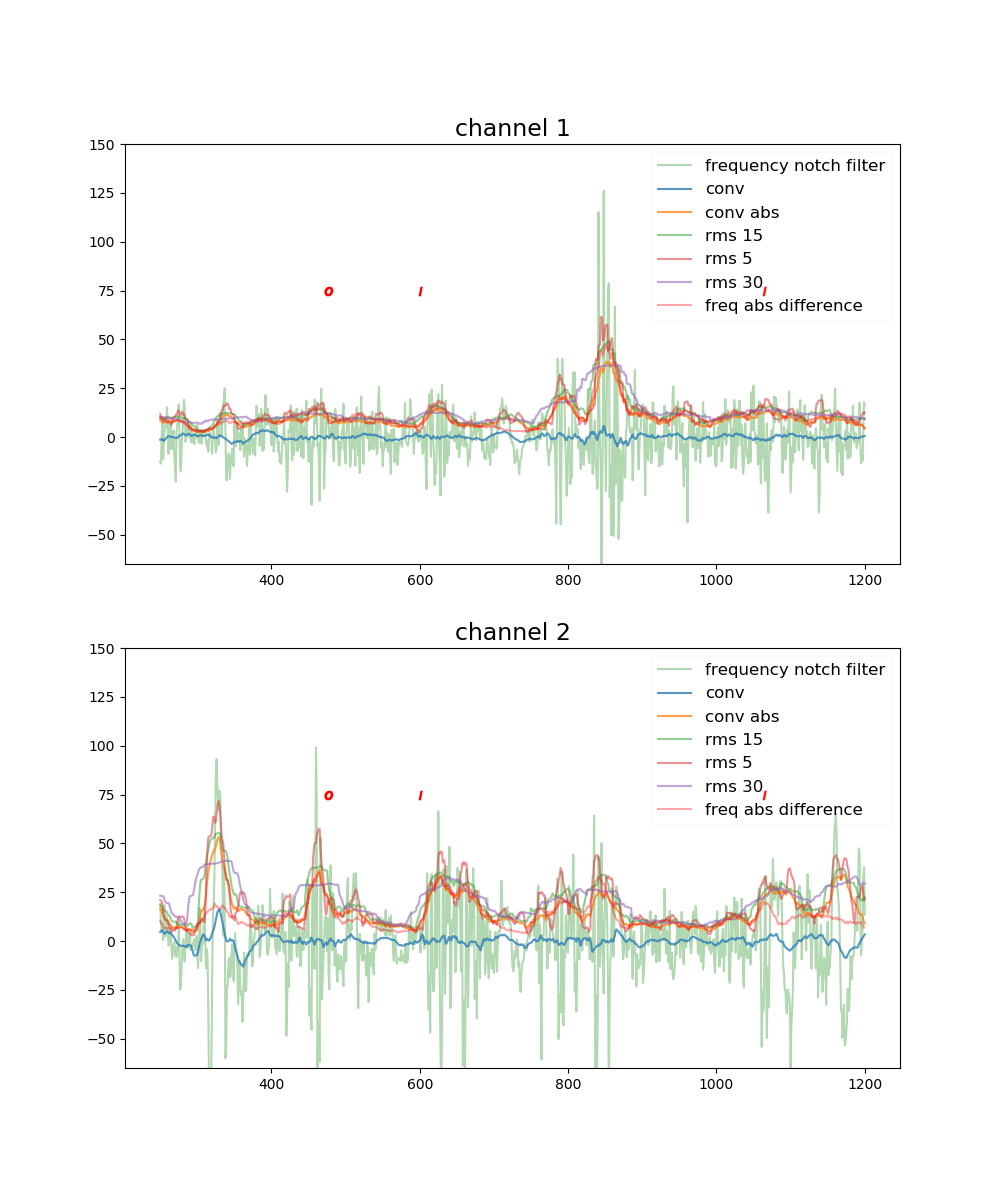 channel 1
150
125
100
75
50
25
0
−25
−50
frequency notch filter
conv
conv abs
rms 15
rms 5
rms 30
freq abs difference
o
I
I
400 600 800 1000 1200
channel 2
150
125
100
75
50
25
0
−25
−50
frequency notch filter
conv
conv abs
rms 15
rms 5
rms 30
freq abs difference
o
I
I
400 600 800 1000 1200